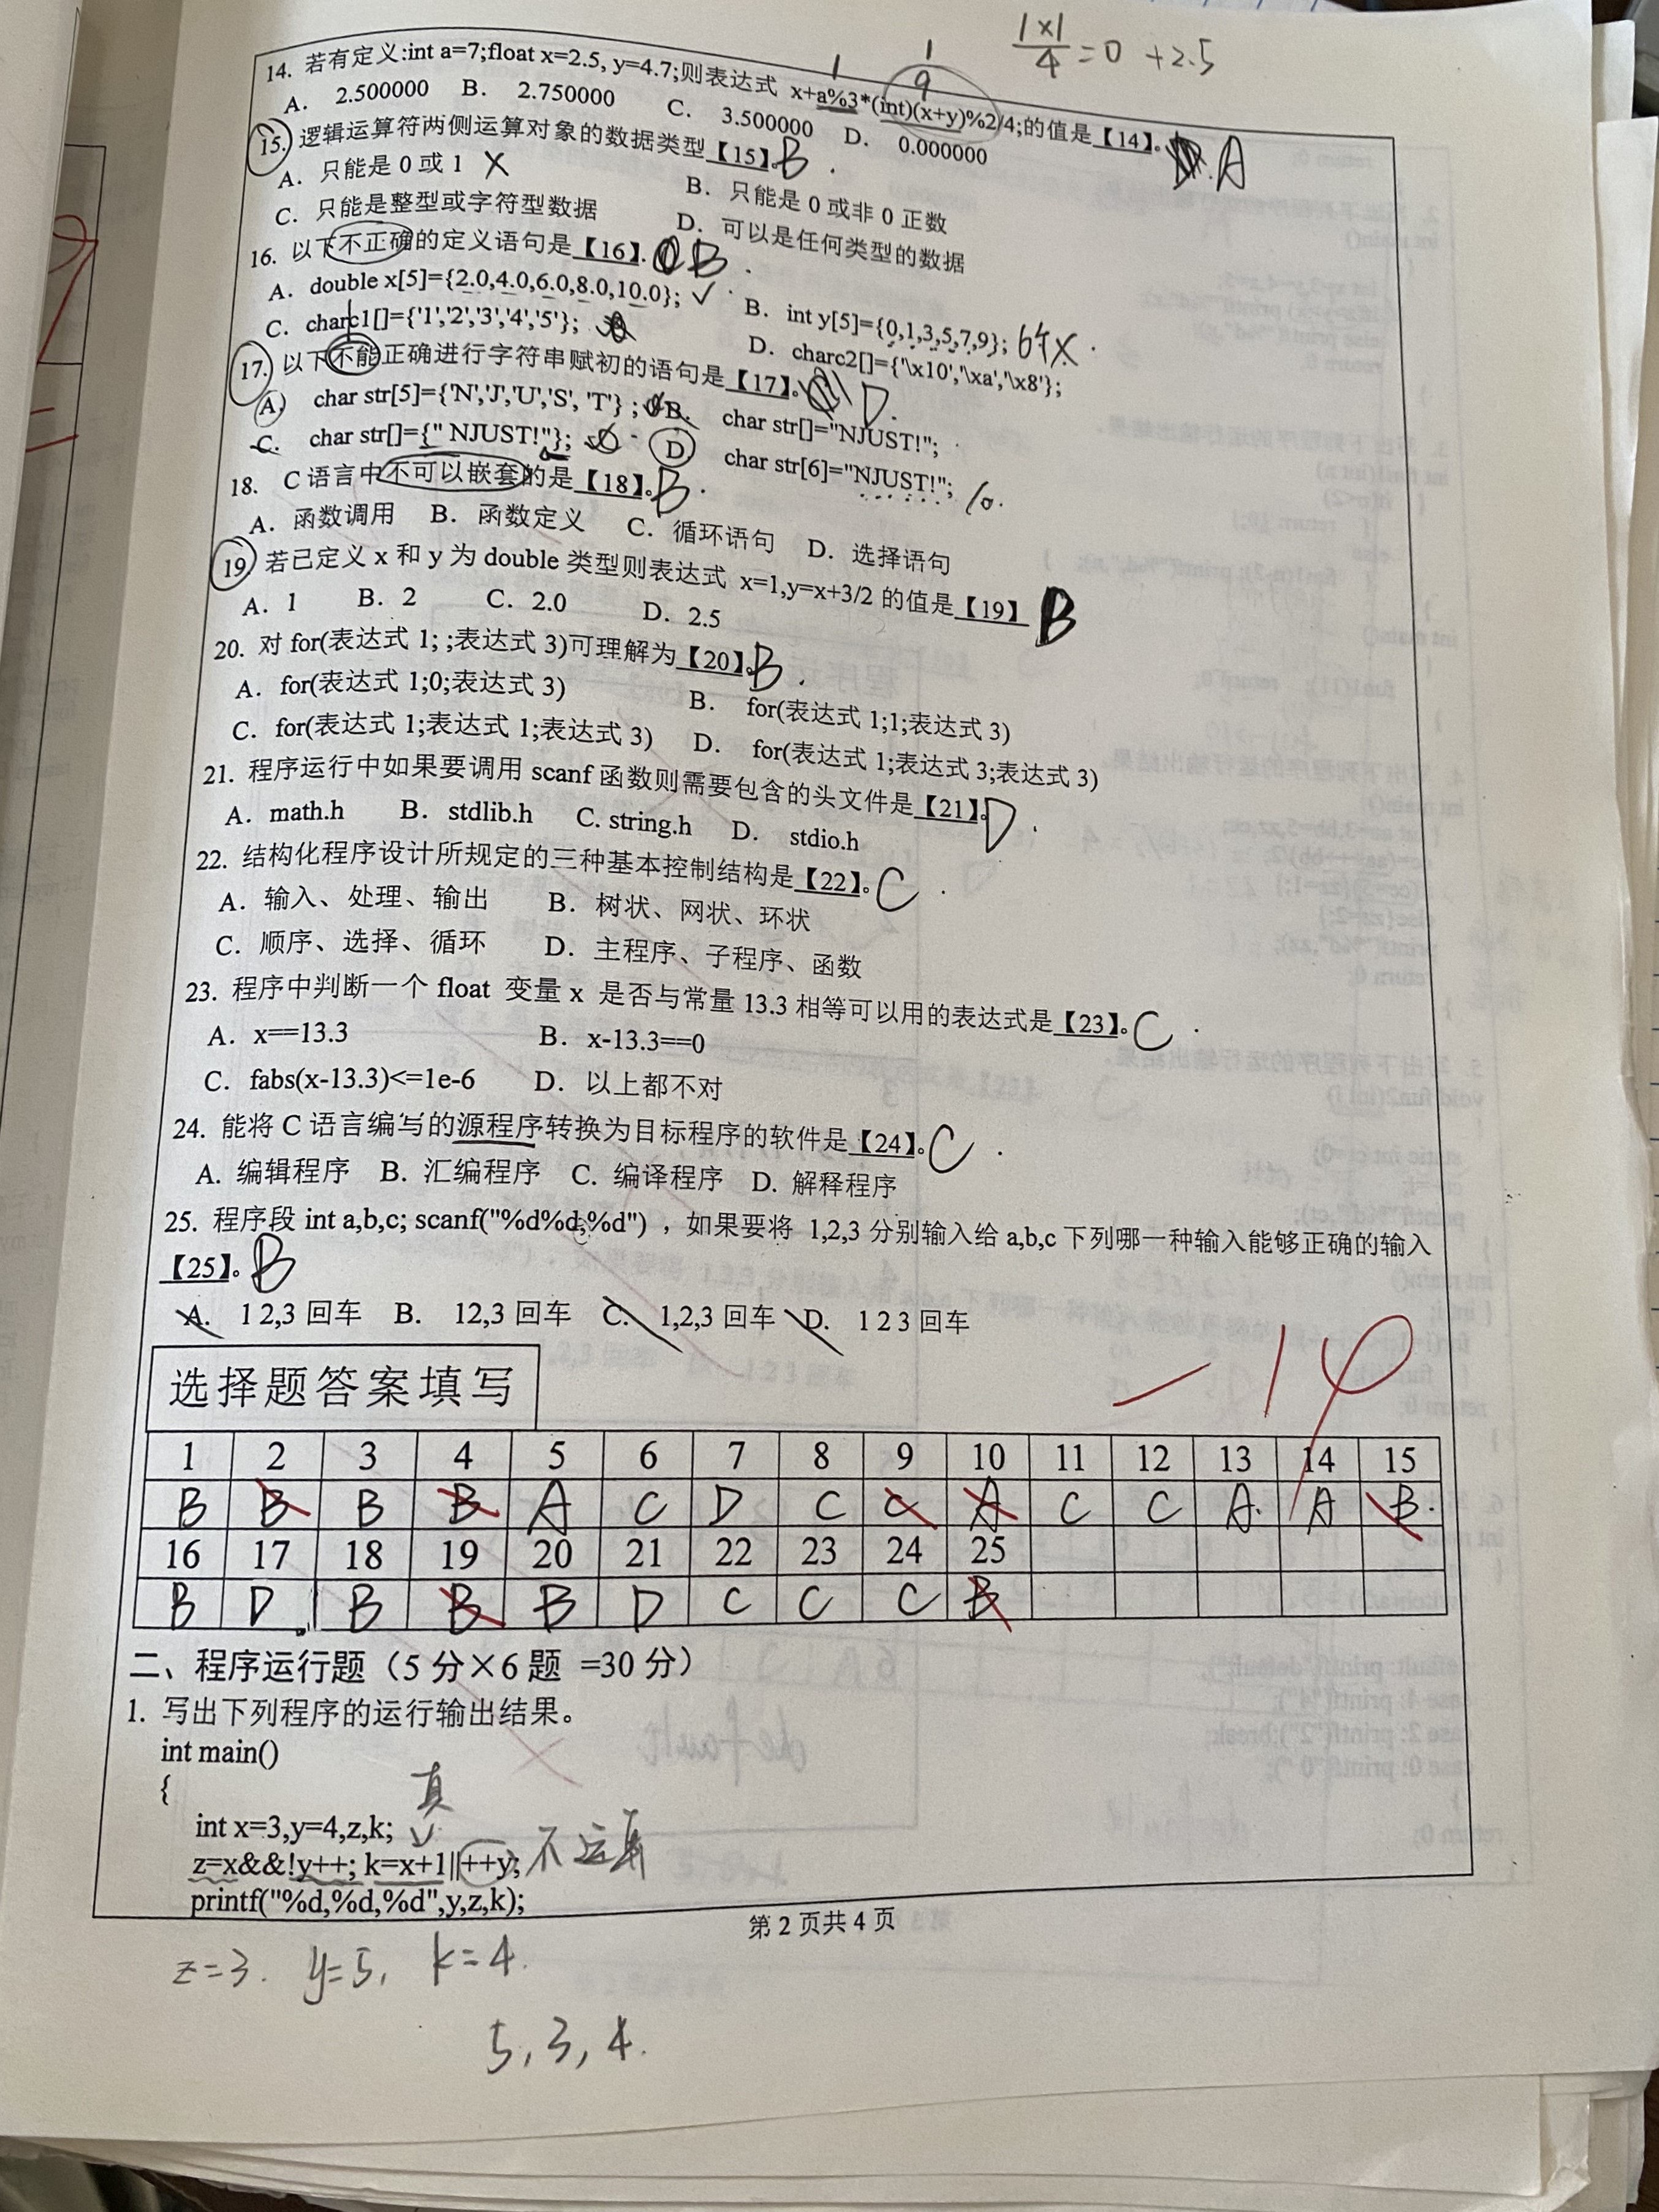 1×1/4=0 +2.5
14. 若有定义:int a=7;float x=2.5, y=4.7;则表达式 x+a%3*(int)(x+y)%2/4;的值是【14】。A
1 1 9
A. 2.500000 B. 2.750000 C. 3.500000 D. 0.000000
15. 逻辑运算符两侧运算对象的数据类型【15】。B
A. 只能是 0 或 1 X B. 只能是 0 或非 0 正数
C. 只能是整型或字符型数据 D. 可以是任何类型的数据
16. 以下不正确的定义语句是【16】. B
A. double x[5]={2.0,4.0,6.0,8.0,10.0}; ✓ B. int y[5]={0,1,3,5,7,9}; 6个X
C. charc1[]={'1','2','3','4','5'}; D. charc2[]={'\x10','\xa','\x8'};
17. 以下不能正确进行字符串赋初的语句是【17】。D.
A. char str[5]={'N','J','U','S', 'T'} ; B. char str[]="NJUST!";
C. char str[]={" NJUST!"}; D. char str[6]="NJUST!";
18. C 语言中不可以嵌套的是【18】。B
A. 函数调用 B. 函数定义 C. 循环语句 D. 选择语句
19. 若已定义 x 和 y 为 double 类型则表达式 x=1,y=x+3/2 的值是【19】 B
A. 1 B. 2 C. 2.0 D. 2.5
20. 对 for(表达式 1; ;表达式 3)可理解为【20】。B
A. for(表达式 1;0;表达式 3) B. for(表达式 1;1;表达式 3)
C. for(表达式 1;表达式 1;表达式 3) D. for(表达式 1;表达式 3;表达式 3)
21. 程序运行中如果要调用 scanf 函数则需要包含的头文件是【21】。D
A. math.h B. stdlib.h C. string.h D. stdio.h
22. 结构化程序设计所规定的三种基本控制结构是【22】。C
A. 输入、处理、输出 B. 树状、网状、环状
C. 顺序、选择、循环 D. 主程序、子程序、函数
23. 程序中判断一个 float 变量 x 是否与常量 13.3 相等可以用的表达式是【23】。C
A. x==13.3 B. x-13.3==0
C. fabs(x-13.3)<=1e-6 D. 以上都不对
24. 能将 C 语言编写的源程序转换为目标程序的软件是【24】。C
A. 编辑程序 B. 汇编程序 C. 编译程序 D. 解释程序
25. 程序段 int a,b,c; scanf("%d%d;%d") ，如果要将 1,2,3 分别输入给 a,b,c 下列哪一种输入能够正确的输入
【25】。B
A. 1 2,3 回车 B. 12,3 回车 C. 1,2,3 回车 D. 1 2 3 回车
选择题答案填写
1 2 3 4 5 6 7 8 9 10 11 12 13 14 15
B B B B A C D C C A C C A. A B.
16 17 18 19 20 21 22 23 24 25
B D B B B D C C C B
二、程序运行题（5 分×6 题 =30 分）
1. 写出下列程序的运行输出结果。
int main()
{
真
int x=3,y=4,z,k;
z=x&&!y++; k=x+1||++y; 不运算
printf("%d,%d,%d",y,z,k);
第 2 页共 4 页
z=3. y=5, k=4.
5, 3, 4.